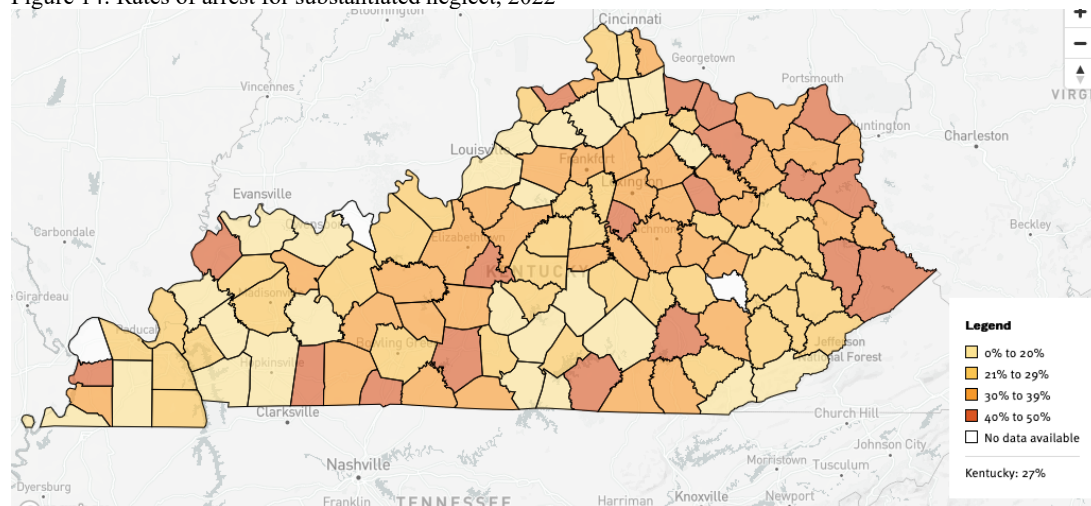 Figure 14: Rates of arrest for substantiated neglect, 2022
Bloomington
Cincinnati
Georgetown
Vincennes
Portsmouth
VIRG
Huntington
Charleston
Louisville
Frankfort
Evansville
Lexington
Owensboro
Carbondale
Beckley
Elizabethtown
Richmond
KENTUCKY
e Girardeau
Madisonville
Paducah
Bowling Green
Jefferson
National Forest
Hopkinsville
Clarksville
Church Hill
Johnson City
Nashville
Morristown
Tusculum
Dyersburg
Franklin
TENNESSEE
Harriman
Knoxville
Newport
Legend
0% to 20%
21% to 29%
30% to 39%
40% to 50%
No data available
Kentucky: 27%